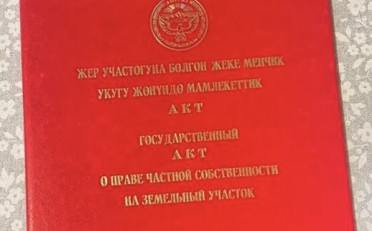 ЖЕР УЧАСТОГУНА БОЛГОН ЖЕКЕ МЕНЧИК
УКУГУ ЖӨНҮНДӨ МАМЛЕКЕТТИК
АКТ
ГОСУДАРСТВЕННЫЙ
АКТ
О ПРАВЕ ЧАСТНОЙ СОБСТВЕННОСТИ
НА ЗЕМЕЛЬНЫЙ УЧАСТОК